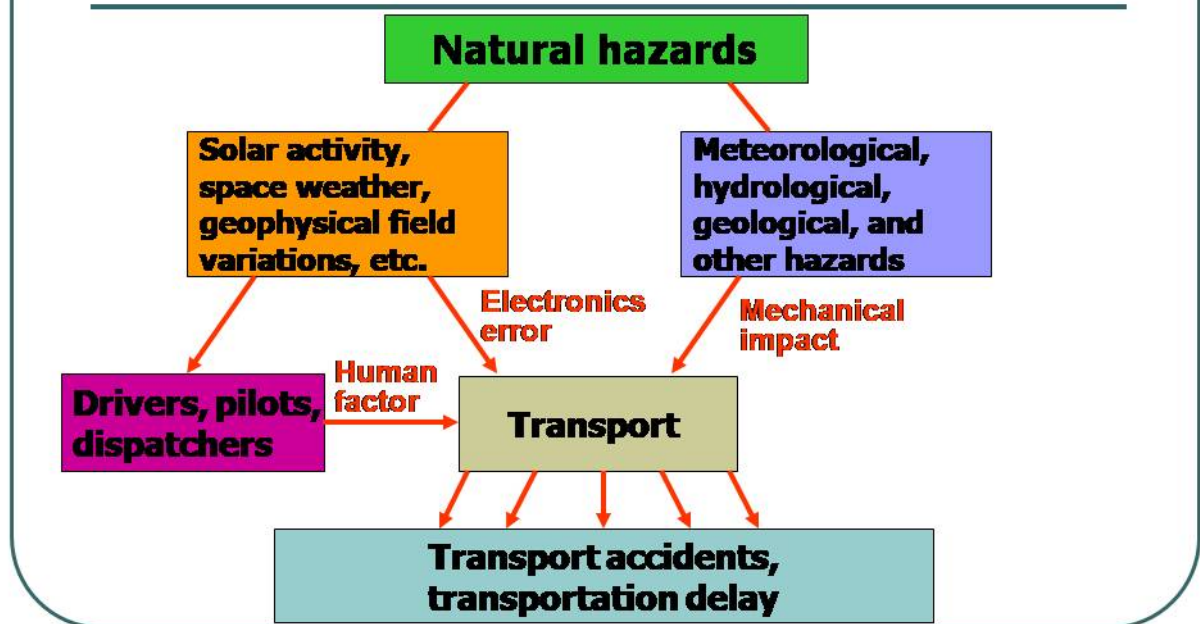 Natural hazards
Solar activity,
space weather,
geophysical field
variations, etc.
Meteorological,
hydrological,
geological, and
other hazards
Electronics
error
Mechanical
impact
Drivers, pilots,
dispatchers
Human
factor
Transport
Transport accidents,
transportation delay